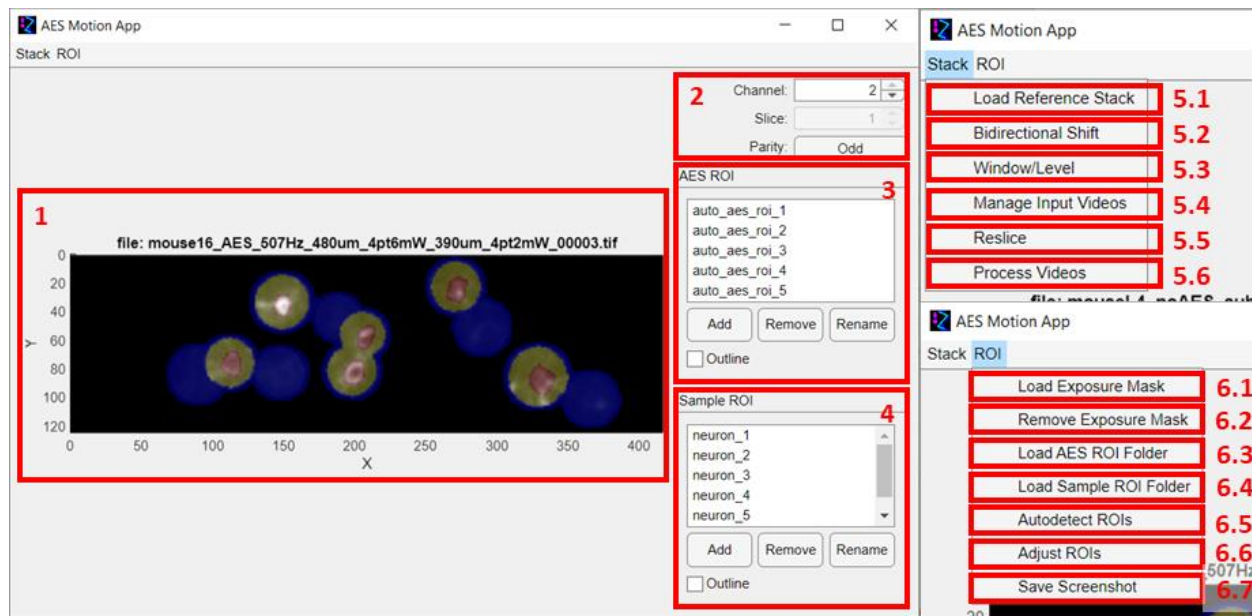 AES Motion App
Stack ROI
2
Channel: 2
Slice: 1
Parity: Odd
1
file: mouse16_AES_507Hz_480um_4pt6mW_390um_4pt2mW_00003.tif
0
20
40
60
80
100
120
Y
0 50 100 150 200 250 300 350 400
X
AES ROI
3
auto_aes_roi_1
auto_aes_roi_2
auto_aes_roi_3
auto_aes_roi_4
auto_aes_roi_5
Add Remove Rename
Outline
Sample ROI
4
neuron_1
neuron_2
neuron_3
neuron_4
neuron_5
Add Remove Rename
Outline
AES Motion App
Stack ROI
Load Reference Stack 5.1
Bidirectional Shift 5.2
Window/Level 5.3
Manage Input Videos 5.4
Reslice 5.5
Process Videos 5.6
AES Motion App
Stack ROI
Load Exposure Mask 6.1
Remove Exposure Mask 6.2
Load AES ROI Folder 6.3
Load Sample ROI Folder 6.4
Autodetect ROIs 6.5
Adjust ROIs 6.6
507Hz
Save Screenshot 6.7